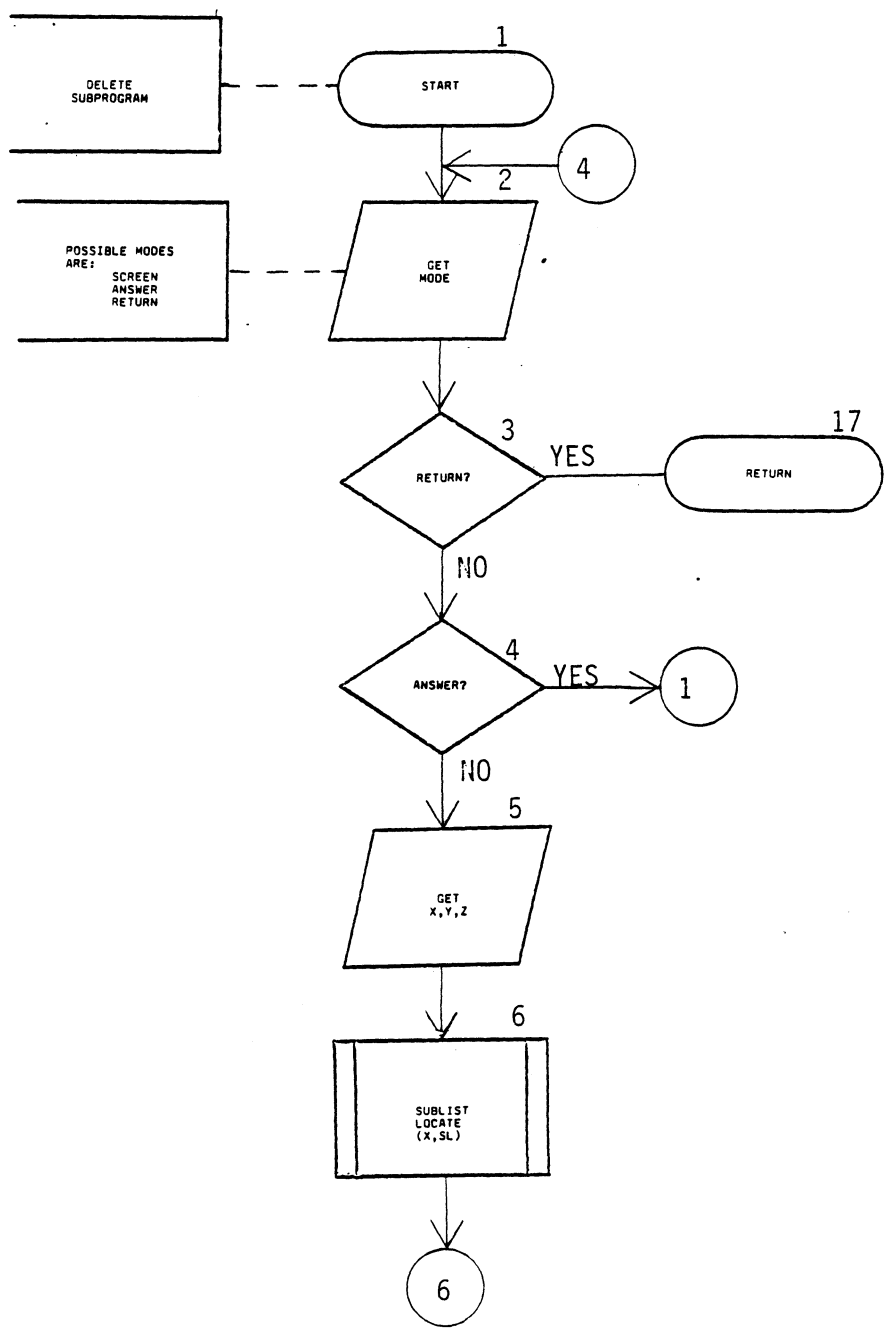 1
DELETE
SUBPROGRAM
START
4
2
POSSIBLE MODES
ARE:
SCREEN
ANSWER
RETURN
GET
MODE
17
3
YES
RETURN?
RETURN
NO
4
YES
ANSWER?
1
NO
5
GET
X,Y,Z
6
SUBLIST
LOCATE
(X,SL)
6